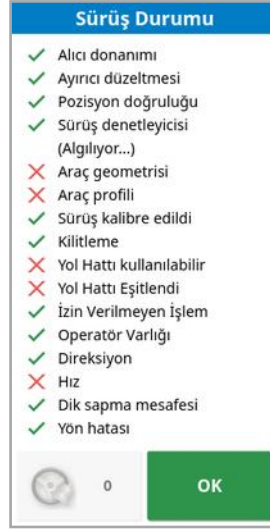 Sürüş Durumu
Alıcı donanımı
Ayırıcı düzeltmesi
Pozisyon doğruluğu
Sürüş denetleyicisi
(Algılıyor...)
Araç geometrisi
Araç profili
Sürüş kalibre edildi
Kilitleme
Yol Hattı kullanılabilir
Yol Hattı Eşitlendi
İzin Verilmeyen İşlem
Operatör Varlığı
Direksiyon
Hız
Dik sapma mesafesi
Yön hatası
0
OK